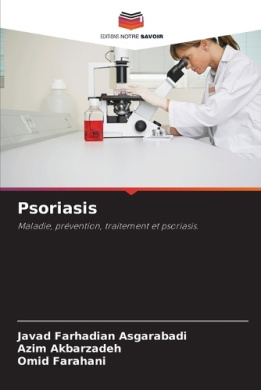 EDITIONS NOTRE SAVOIR
Psoriasis
Maladie, prévention, traitement et psoriasis.
Javad Farhadian Asgarabadi
Azim Akbarzadeh
Omid Farahani